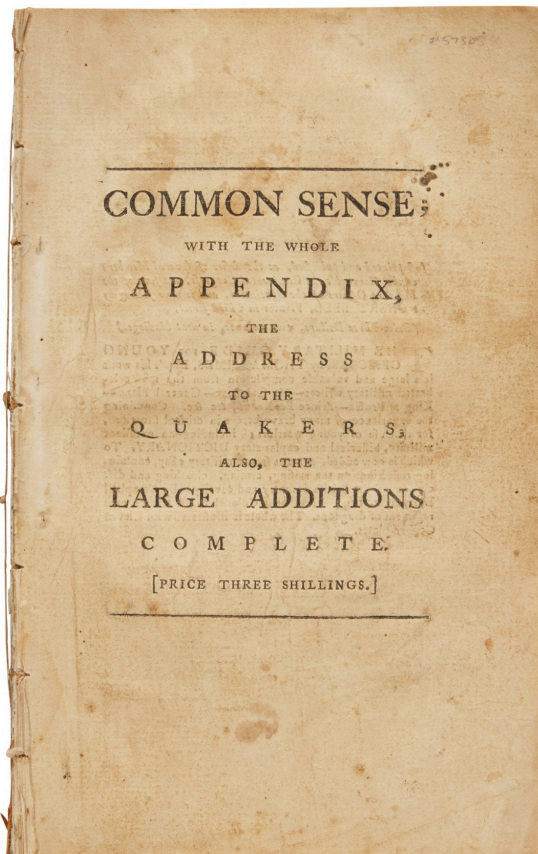 COMMON SENSE;
WITH THE WHOLE
APPENDIX,
THE
ADDRESS
TO THE
QUAKERS;
ALSO, THE
LARGE ADDITIONS
COMPLETE.
[PRICE THREE SHILLINGS.]